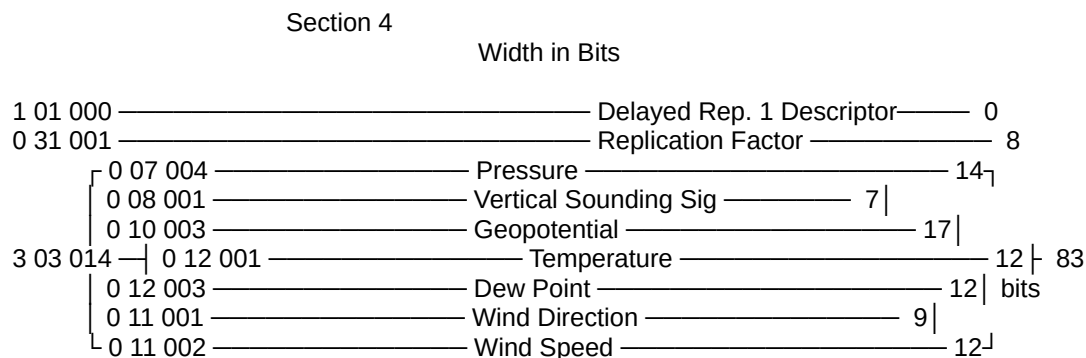 Section 4
Width in Bits
1 01 000 ———————————————— Delayed Rep. 1 Descriptor——— 0
0 31 001 ———————————————— Replication Factor ——————— 8
┌ 0 07 004 ————————— Pressure ————————————— 14┐
│ 0 08 001 ————————— Vertical Sounding Sig —————— 7│
│ 0 10 003 ————————— Geopotential ———————————— 17│
3 03 014 —┤ 0 12 001 ————————— Temperature ——————————— 12├ 83
│ 0 12 003 ————————— Dew Point ————————————— 12│ bits
│ 0 11 001 ————————— Wind Direction ————————— 9│
└ 0 11 002 ————————— Wind Speed ———————————— 12┘